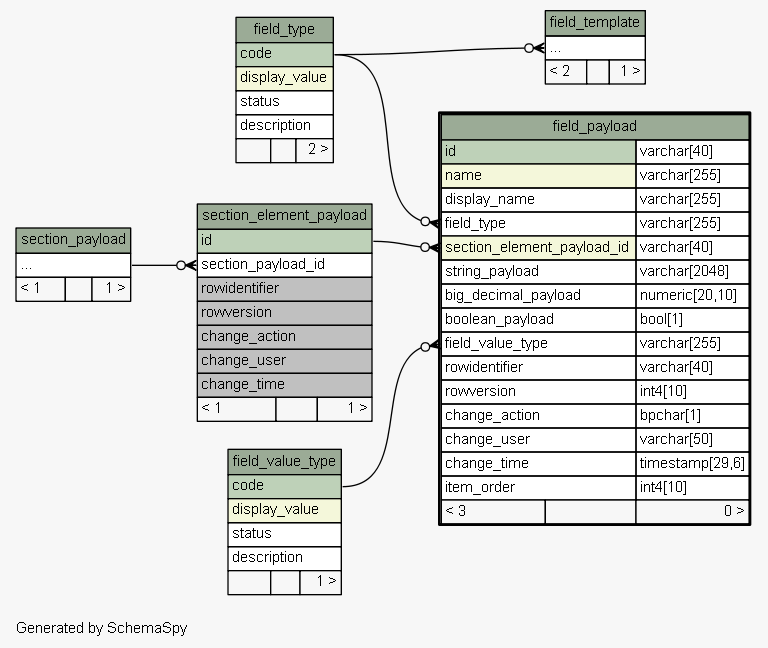 field_type
code
display_value
status
description
2 >
field_template
...
< 2 1 >
field_payload
id varchar[40]
name varchar[255]
display_name varchar[255]
field_type varchar[255]
section_element_payload_id varchar[40]
string_payload varchar[2048]
big_decimal_payload numeric[20,10]
boolean_payload bool[1]
field_value_type varchar[255]
rowidentifier varchar[40]
rowversion int4[10]
change_action bpchar[1]
change_user varchar[50]
change_time timestamp[29,6]
item_order int4[10]
< 3 0 >
section_element_payload
id
section_payload_id
rowidentifier
rowversion
change_action
change_user
change_time
< 1 1 >
section_payload
...
< 1 1 >
field_value_type
code
display_value
status
description
1 >
Generated by SchemaSpy